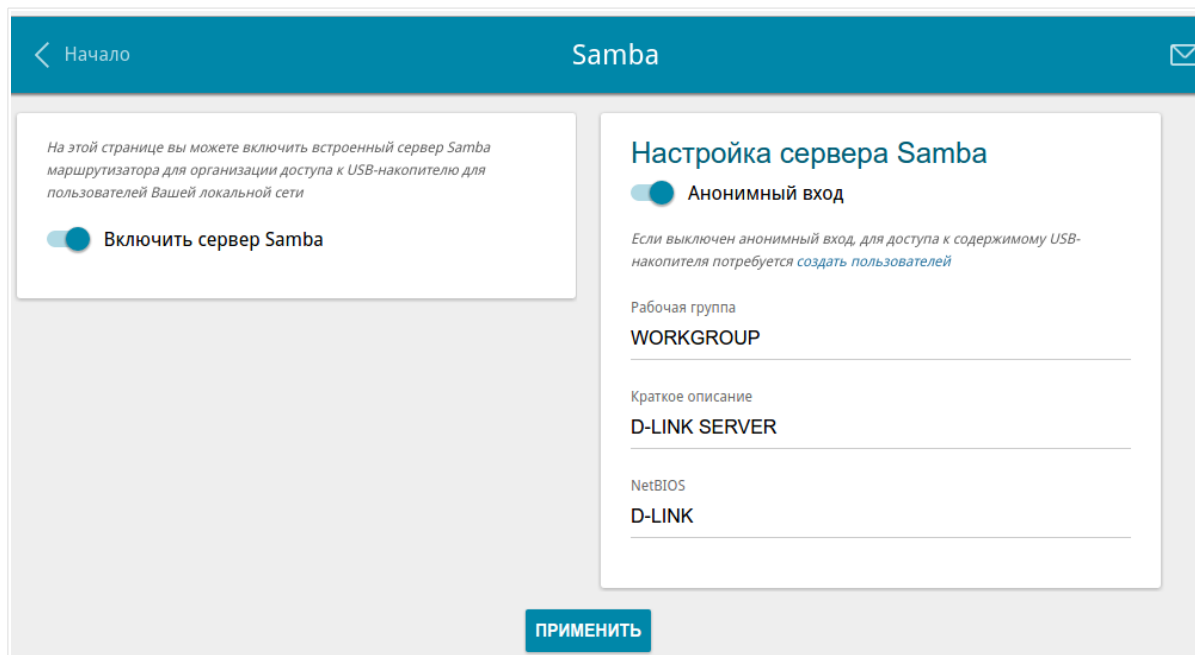 Начало
Samba
На этой странице вы можете включить встроенный сервер Samba
маршрутизатора для организации доступа к USB-накопителю для
пользователей Вашей локальной сети
Включить сервер Samba
Настройка сервера Samba
Анонимный вход
Если выключен анонимный вход, для доступа к содержимому USB-
накопителя потребуется создать пользователей
Рабочая группа
WORKGROUP
Краткое описание
D-LINK SERVER
NetBIOS
D-LINK
ПРИМЕНИТЬ